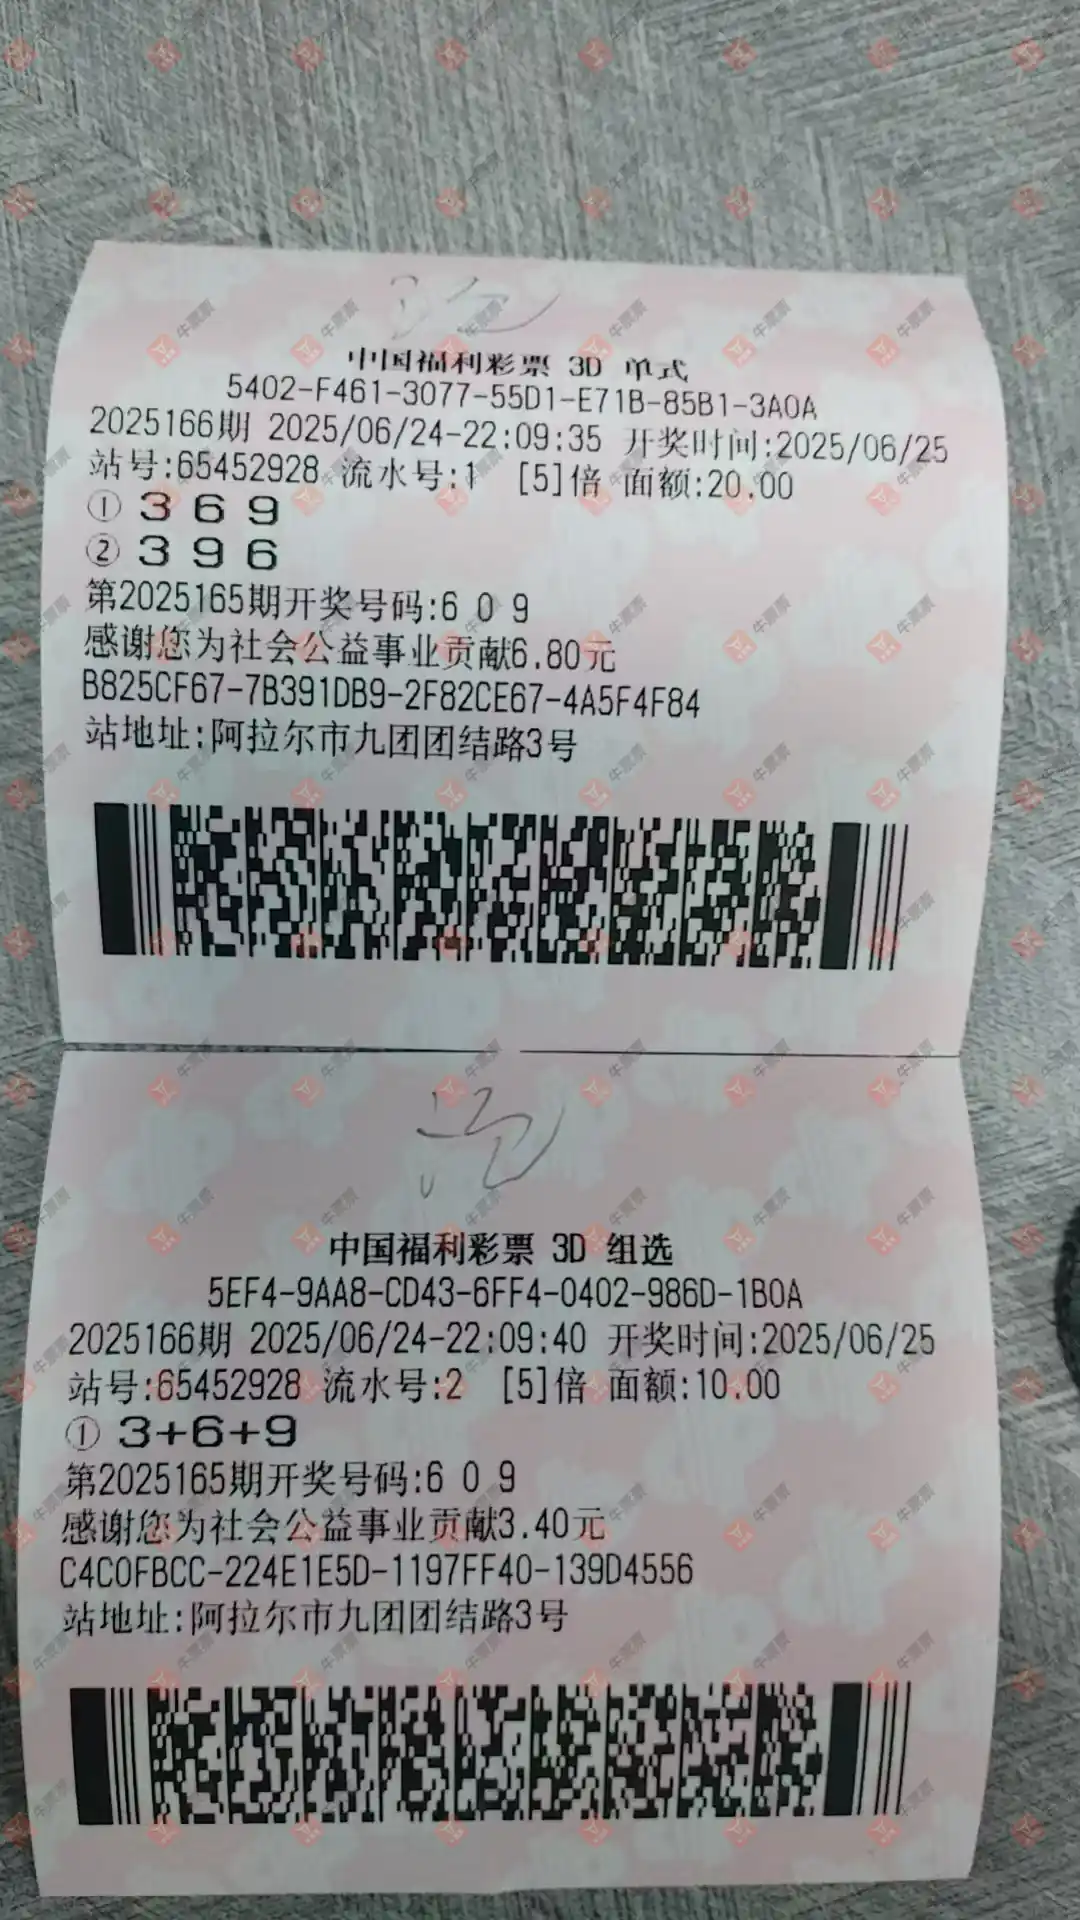 中国福利彩票 3D 单式
5402-F461-3077-55D1-E71B-85B1-3A0A
2025166期 2025/06/24-22:09:35 开奖时间:2025/06/25
站号:65452928 流水号:1 [5]倍 面额:20.00
① 3 6 9
② 3 9 6
第2025165期开奖号码:6 0 9
感谢您为社会公益事业贡献6.80元
B825CF67-7B391DB9-2F82CE67-4A5F4F84
站地址:阿拉尔市九团团结路3号
中国福利彩票 3D 组选
5EF4-9AA8-CD43-6FF4-0402-986D-1B0A
2025166期 2025/06/24-22:09:40 开奖时间:2025/06/25
站号:65452928 流水号:2 [5]倍 面额:10.00
① 3+6+9
第2025165期开奖号码:6 0 9
感谢您为社会公益事业贡献3.40元
C4C0FBCC-224E1E5D-1197FF40-139D4556
站地址:阿拉尔市九团团结路3号